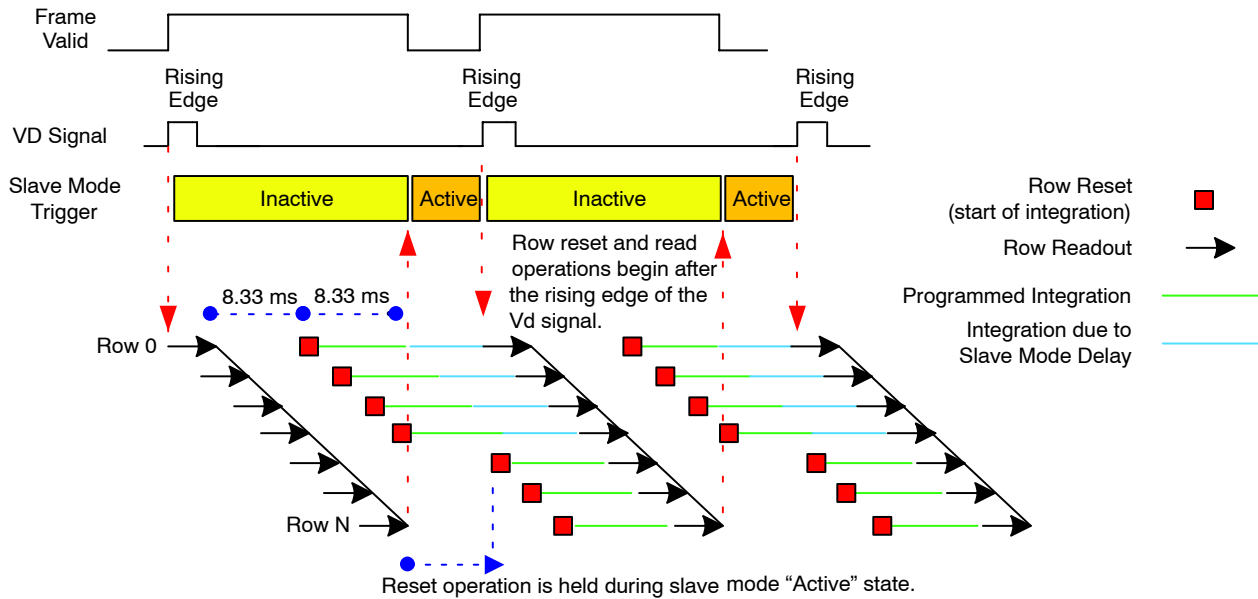 Frame
Valid
Rising
Edge
Rising
Edge
Rising
Edge
VD Signal
Slave Mode
Trigger
Inactive
Active
Inactive
Active
Row Reset
(start of integration)
Row Readout
Programmed Integration
Integration due to
Slave Mode Delay
Row reset and read
operations begin after
the rising edge of the
Vd signal.
8.33 ms
8.33 ms
Row 0
Row N
Reset operation is held during slave mode “Active” state.